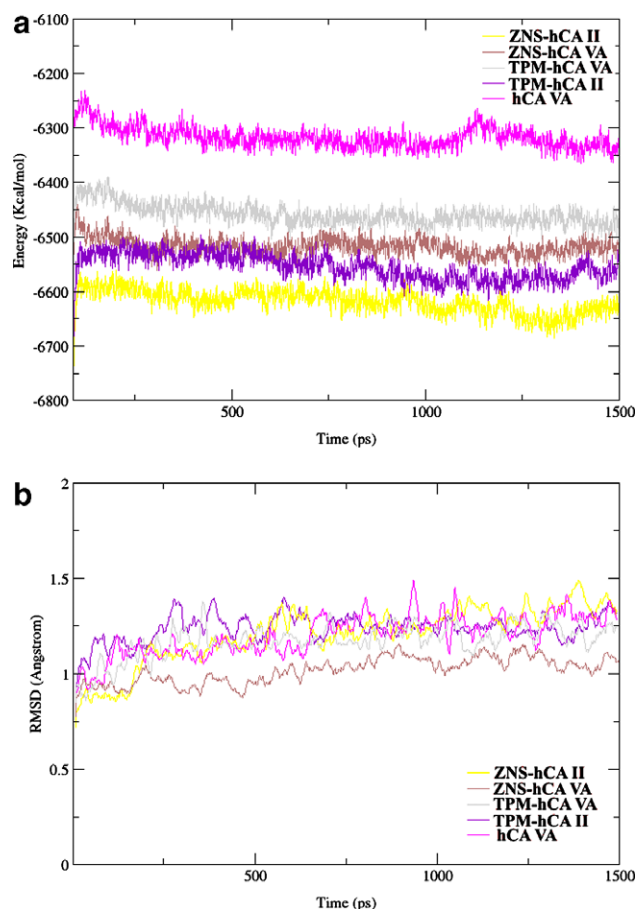 a
-6100
-6200
-6300
-6400
-6500
-6600
-6700
-6800
Energy (Kcal/mol)
ZNS-hCA II
ZNS-hCA VA
TPM-hCA VA
TPM-hCA II
hCA VA
500
1000
1500
Time (ps)
b
2
1.5
1
0.5
0
RMSD (Angstrom)
ZNS-hCA II
ZNS-hCA VA
TPM-hCA VA
TPM-hCA II
hCA VA
500
1000
1500
Time (ps)